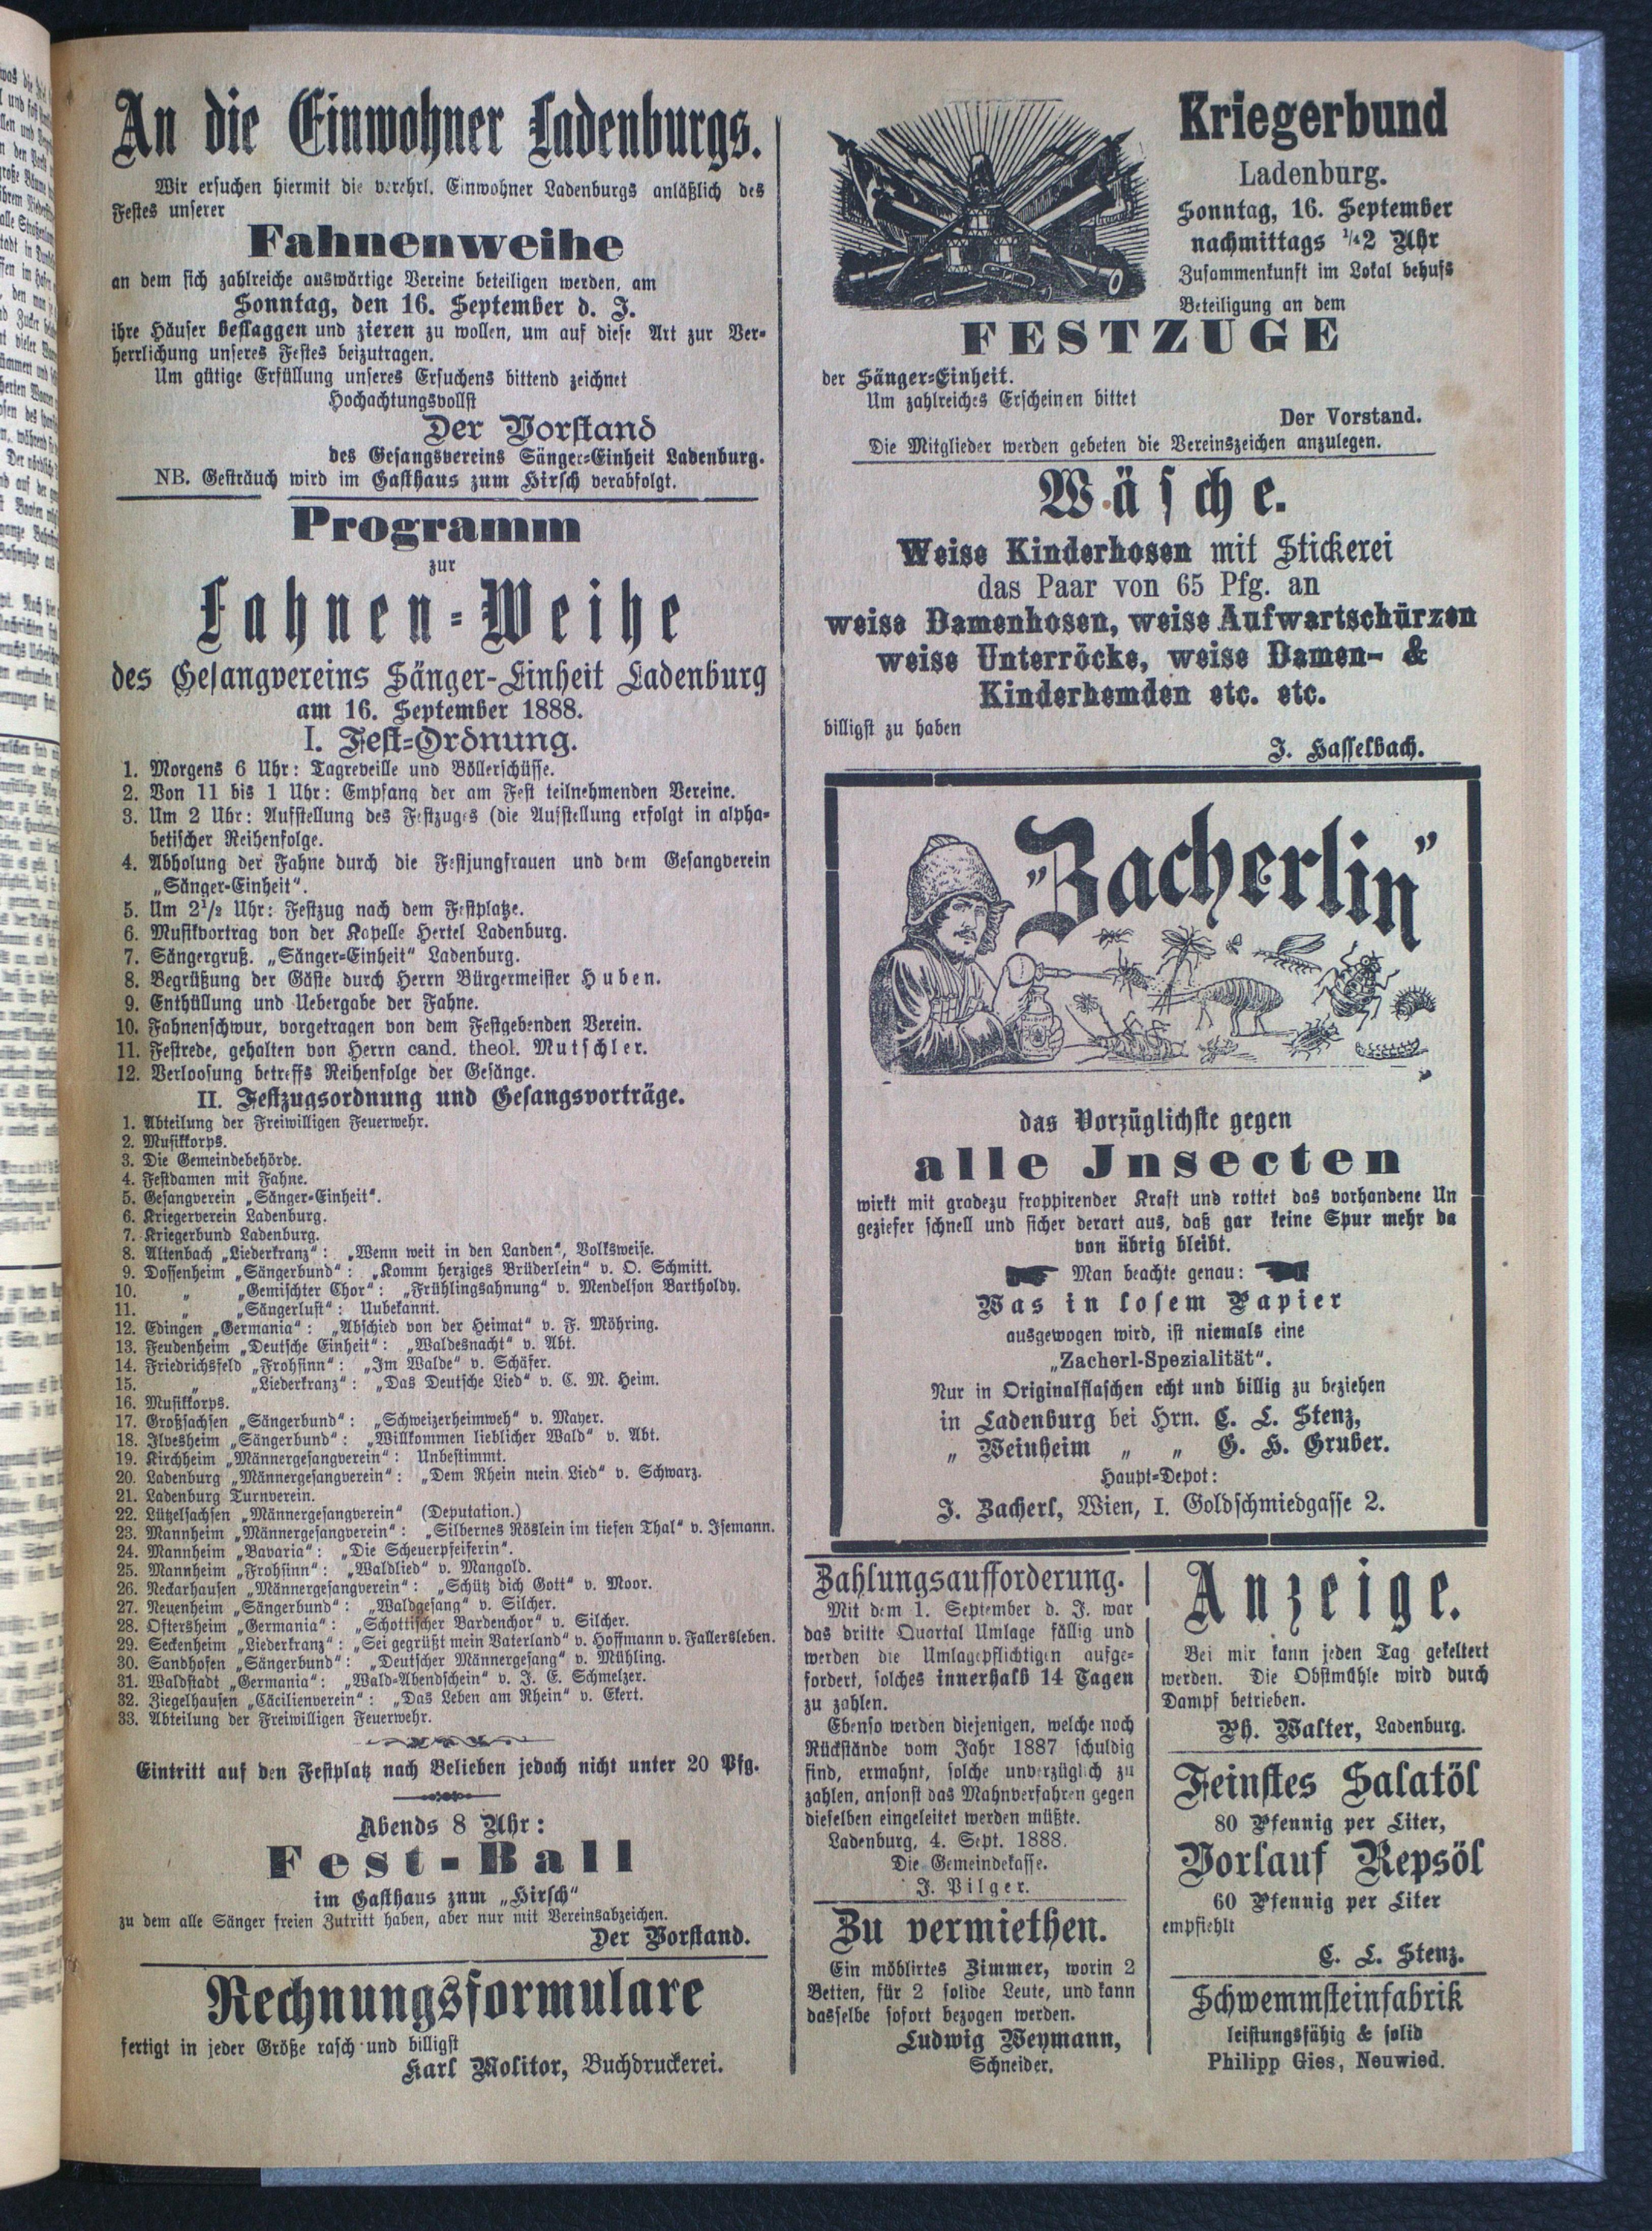 An die Einwohner Ladenburgs.
Wir ersuchen hiermit die verehrl. Einwohner Ladenburgs anläßlich des
Festes unserer
Fahnenweihe
an dem sich zahlreiche auswärtige Vereine beteiligen werden, am
Sonntag, den 16. September d. J.
ihre Häuser beflaggen und zieren zu wollen, um auf diese Art zur Ver-
herrlichung unseres Festes beizutragen.
Um gütige Erfüllung unseres Ersuchens bittend zeichnet
Hochachtungsvollst
Der Vorstand
des Gesangsvereins Sänger-Einheit Ladenburg.
NB. Gesträuch wird im Gasthaus zum Hirsch verabfolgt.
Programm
zur
Fahnen-Weihe
des Gesangvereins Sänger-Einheit Ladenburg
am 16. September 1888.
I. Fest-Ordnung.
1. Morgens 6 Uhr: Tagreveille und Böllerschüsse.
2. Von 11 bis 1 Uhr: Empfang der am Fest teilnehmenden Vereine.
3. Um 2 Uhr: Aufstellung des Festzuges (die Aufstellung erfolgt in alpha-
betischer Reihenfolge.
4. Abholung der Fahne durch die Festjungfrauen und dem Gesangverein
„Sänger-Einheit".
5. Um 2 1/2 Uhr: Festzug nach dem Festplatze.
6. Musikvortrag von der Kapelle Hertel Ladenburg.
7. Sängergruß. „Sänger-Einheit" Ladenburg.
8. Begrüßung der Gäste durch Herrn Bürgermeister Huben.
9. Enthüllung und Uebergabe der Fahne.
10. Fahnenschwur, vorgetragen von dem Festgebenden Verein.
11. Festrede, gehalten von Herrn cand. theol. Mutschler.
12. Verloosung betreffs Reihenfolge der Gesänge.
II. Festzugsordnung und Gesangsvorträge.
1. Abteilung der Freiwilligen Feuerwehr.
2. Musikkorps.
3. Die Gemeindebehörde.
4. Festdamen mit Fahne.
5. Gesangverein „Sänger-Einheit".
6. Kriegerverein Ladenburg.
7. Kriegerbund Ladenburg.
8. Altenbach „Liederkranz": „Wenn weit in den Landen", Volksweise.
9. Dossenheim „Sängerbund": „Komm herziges Brüderlein" v. O. Schmitt.
10. „ „Gemischter Chor": „Frühlingsahnung" v. Mendelson Bartholdy.
11. „ „Sängerlust": Unbekannt.
12. Edingen „Germania": „Abschied von der Heimat" v. F. Möhring.
13. Feudenheim „Deutsche Einheit": „Waldesnacht" v. Abt.
14. Friedrichsfeld „Frohsinn": „Im Walde" v. Schäfer.
15. „ „Liederkranz": „Das Deutsche Lied" v. C. M. Heim.
16. Musikkorps.
17. Großsachsen „Sängerbund": „Schweizerheimweh" v. Mayer.
18. Ilvesheim „Sängerbund": „Willkommen lieblicher Wald" v. Abt.
19. Kirchheim „Männergesangverein": Unbestimmt.
20. Ladenburg „Männergesangverein": „Dem Rhein mein Lied" v. Schwarz.
21. Ladenburg Turnverein.
22. Lützelsachsen „Männergesangverein" (Deputation.)
23. Mannheim „Männergesangverein": „Silbernes Röslein im tiefen Thal" v. Isemann.
24. Mannheim „Bavaria": „Die Scheuerpfeiferin".
25. Mannheim „Frohsinn": „Waldlied" v. Mangold.
26. Neckarhausen „Männergesangverein": „Schütz dich Gott" v. Moor.
27. Neuenheim „Sängerbund": „Waldgesang" v. Silcher.
28. Oftersheim „Germania": „Schottischer Bardenchor" v. Silcher.
29. Seckenheim „Liederkranz": „Sei gegrüßt mein Vaterland" v. Hoffmann v. Fallersleben.
30. Sandhofen „Sängerbund": „Deutscher Männergesang" v. Mühling.
31. Waldstadt „Germania": „Wald-Abendschein" v. J. E. Schmelzer.
32. Ziegelhausen „Cäcilienverein": „Das Leben am Rhein" v. Ekert.
33. Abteilung der Freiwilligen Feuerwehr.
Eintritt auf den Festplatz nach Belieben jedoch nicht unter 20 Pfg.
Abends 8 Uhr:
Fest-Ball
im Gasthaus zum „Hirsch"
zu dem alle Sänger freien Zutritt haben, aber nur mit Vereinsabzeichen.
Der Vorstand.
Rechnungsformulare
fertigt in jeder Größe rasch und billigst
Karl Molitor, Buchdruckerei.
Kriegerbund
Ladenburg.
Sonntag, 16. September
nachmittags 1/42 Uhr
Zusammenkunft im Lokal behufs
Beteiligung an dem
FESTZUGE
der Sänger-Einheit.
Um zahlreiches Erscheinen bittet
Der Vorstand.
Die Mitglieder werden gebeten die Vereinszeichen anzulegen.
Wäsche.
Weise Kinderhosen mit Stickerei
das Paar von 65 Pfg. an
weise Damenhosen, weise Aufwartschürzen
weise Unterröcke, weise Damen- &
Kinderhemden etc. etc.
billigst zu haben
J. Hasselbach.
„Zacherlin"
das Vorzüglichste gegen
alle Jnsecten
wirkt mit gradezu frappirender Kraft und rottet das vorhandene Un
geziefer schnell und sicher derart aus, daß gar keine Spur mehr da
von übrig bleibt.
Man beachte genau:
Was in losem Papier
ausgewogen wird, ist niemals eine
„Zacherl-Spezialität".
Nur in Originalflaschen echt und billig zu beziehen
in Ladenburg bei Hrn. C. L. Stenz,
„ Weinheim „ „ G. H. Gruber.
Haupt-Depot:
J. Zacherl, Wien, I. Goldschmiedgasse 2.
Zahlungsaufforderung.
Mit dem 1. September d. J. war
das dritte Quartal Umlage fällig und
werden die Umlagepflichtigen aufge-
fordert, solches innerhalb 14 Tagen
zu zahlen.
Ebenso werden diejenigen, welche noch
Rückstände vom Jahr 1887 schuldig
sind, ermahnt, solche unverzüglich zu
zahlen, ansonst das Mahnverfahren gegen
dieselben eingeleitet werden müßte.
Ladenburg, 4. Sept. 1888.
Die Gemeindekasse.
J. Pilger.
Zu vermiethen.
Ein möblirtes Zimmer, worin 2
Betten, für 2 solide Leute, und kann
dasselbe sofort bezogen werden.
Ludwig Weymann,
Schneider.
Anzeige.
Bei mir kann jeden Tag gekeltert
werden. Die Obstmühle wird durch
Dampf betrieben.
Ph. Walter, Ladenburg.
Feinstes Salatöl
80 Pfennig per Liter,
Vorlauf Repsöl
60 Pfennig per Liter
empfiehlt
C. L. Stenz.
Schwemmsteinfabrik
leistungsfähig & solid
Philipp Gies, Neuwied.